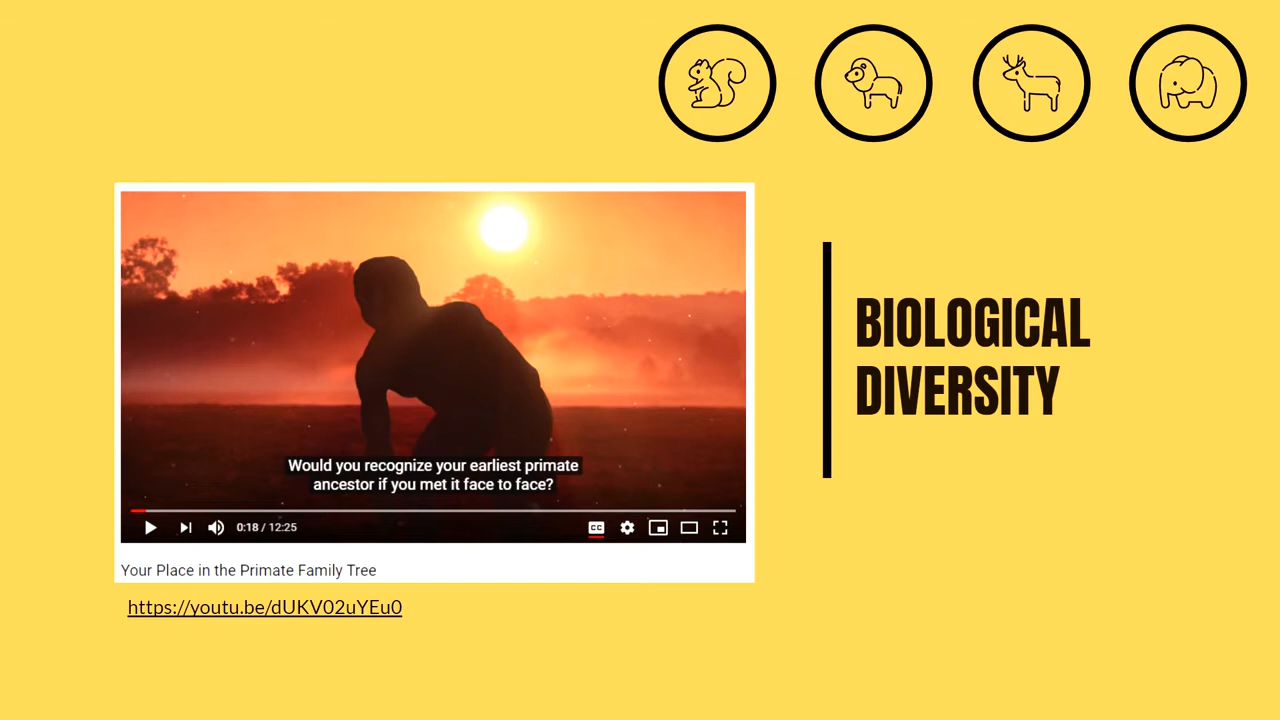 Would you recognize your earliest primate
ancestor if you met it face to face?
0:18 / 12:25
CC
Your Place in the Primate Family Tree
https://youtu.be/dUKV02uYEu0
BIOLOGICAL
DIVERSITY